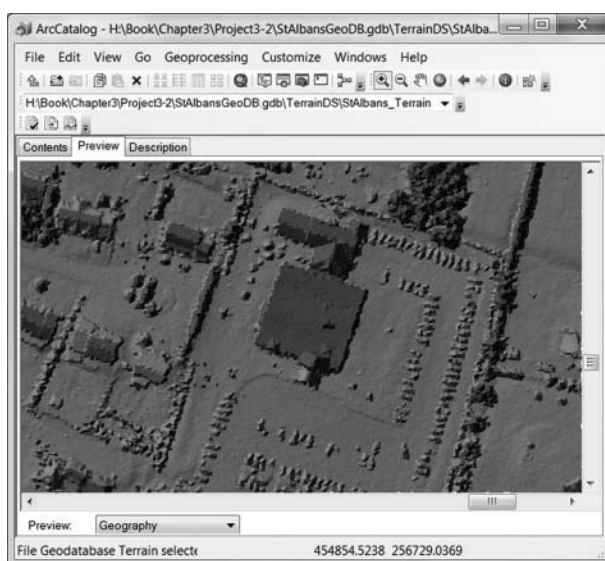 ArcCatalog - H:\Book\Chapter3\Project3-2\StAlbansGeoDB.gdb\TerrainDS\StAlba...
File Edit View Go Geoprocessing Customize Windows Help
H:\Book\Chapter3\Project3-2\StAlbansGeoDB.gdb\TerrainDS\StAlbans_Terrain
Contents Preview Description
Preview: Geography
File Geodatabase Terrain selecte 454854.5238 256729.0369